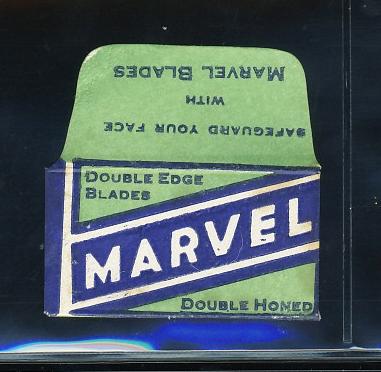 SAFEGUARD YOUR FACE
WITH
MARVEL BLADES
DOUBLE EDGE
BLADES
MARVEL
DOUBLE HONED